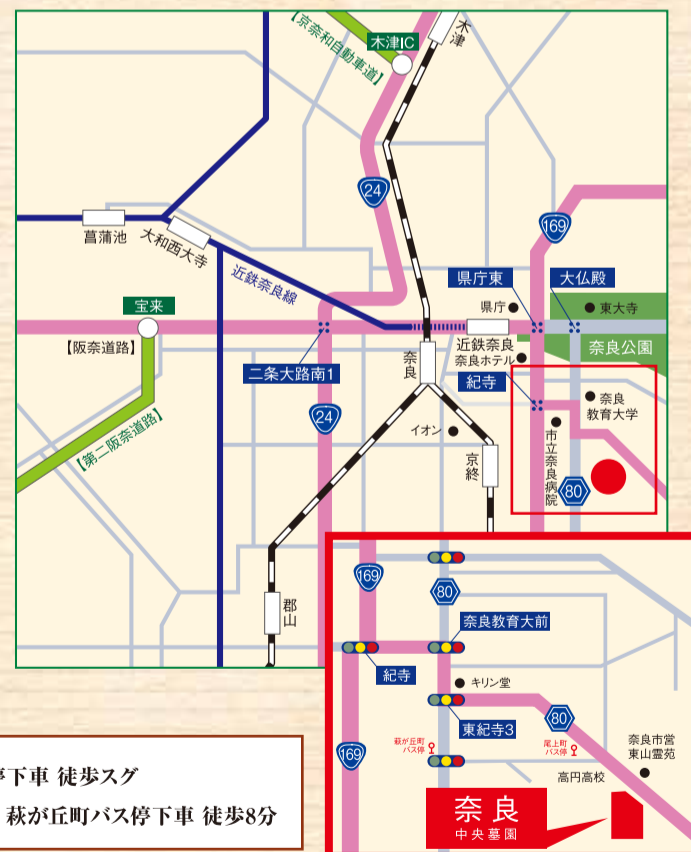 【京奈和自動車道】
木津IC
木津
24
169
菖蒲池
大和西大寺
近鉄奈良線
県庁東
大仏殿
県庁
東大寺
宝来
【阪奈道路】
二条大路南1
奈良
近鉄奈良
奈良ホテル
奈良公園
紀寺
奈良
教育大学
24
イオン
京終
市立奈良病院
80
【第二阪奈道路】
郡山
169
80
奈良教育大前
紀寺
キリン堂
東紀寺3
80
169
萩が丘町
バス停
尾上町
バス停
奈良市営
東山霊苑
高円高校
奈良
中央墓園
停下車 徒歩スグ
萩が丘町バス停下車 徒歩8分